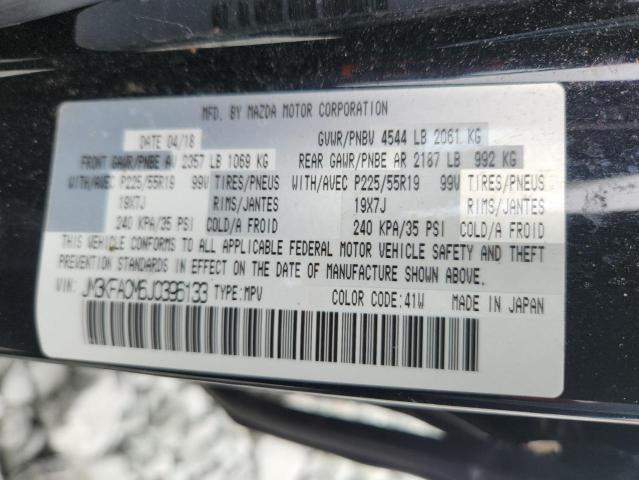 MFD. BY MAZDA MOTOR CORPORATION
DATE 04/18 GVWR/PNBV 4544 LB 2061 KG
FRONT GAWR/PNBE AV 2357 LB 1069 KG REAR GAWR/PNBE AR 2187 LB 992 KG
WITH/AVEC P225/55R19 99V TIRES/PNEUS WITH/AVEC P225/55R19 99V TIRES/PNEUS
19X7J RIMS/JANTES 19X7J RIMS/JANTES
240 KPA/35 PSI COLD/A FROID 240 KPA/35 PSI COLD/A FROID
THIS VEHICLE CONFORMS TO ALL APPLICABLE FEDERAL MOTOR VEHICLE SAFETY AND THEFT
PREVENTION STANDARDS IN EFFECT ON THE DATE OF MANUFACTURE SHOWN ABOVE.
VIN: JM3KFACM6J0396133 TYPE:MPV COLOR CODE:41W MADE IN JAPAN